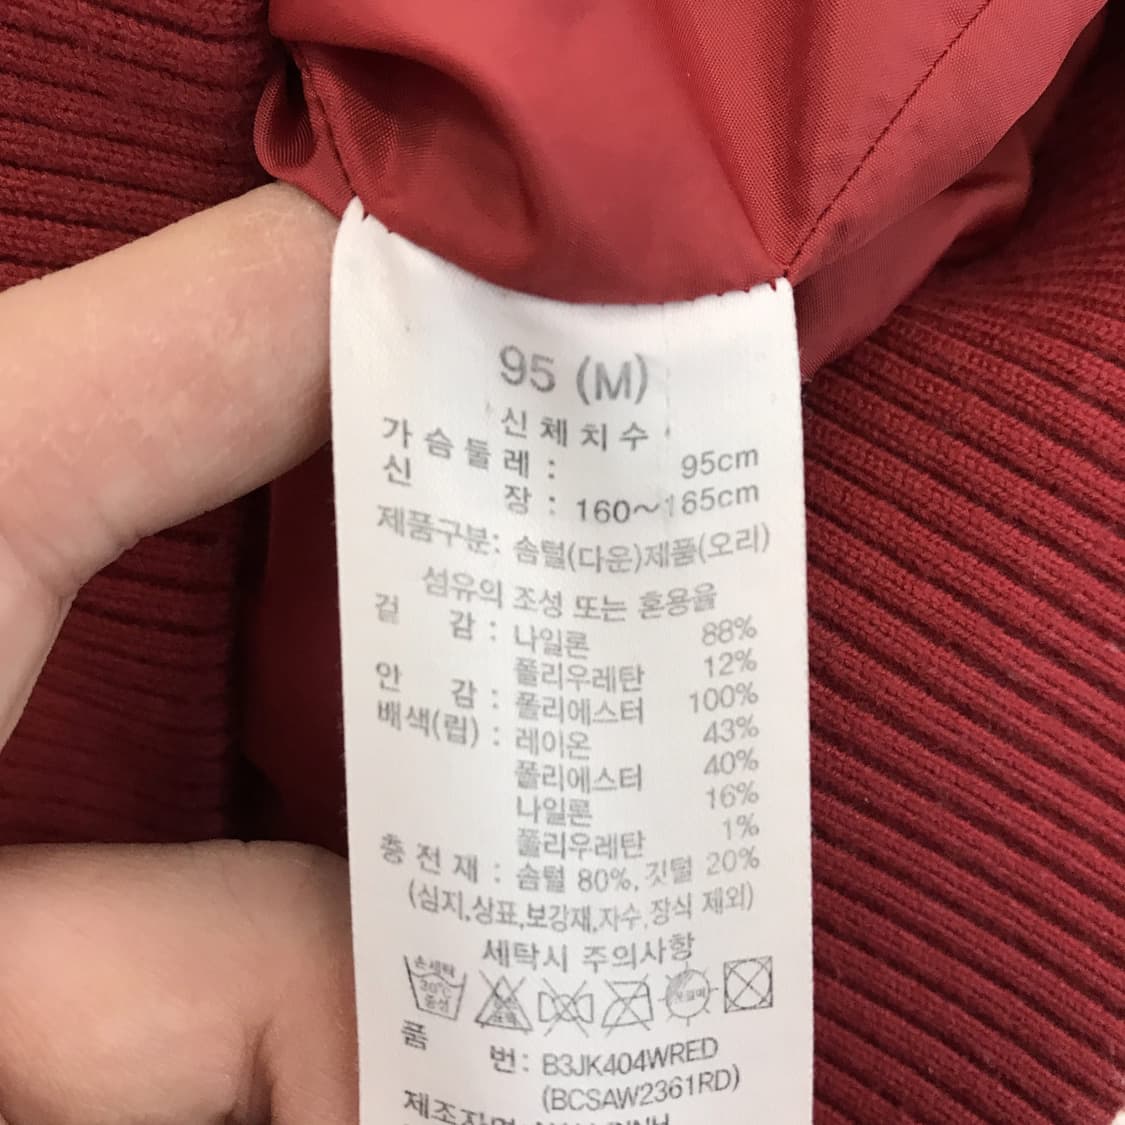 95 (M)
신체치수
가슴둘레 : 95cm
신 장 : 160~165cm
제품구분: 솜털(다운)제품(오리)
섬유의 조성 또는 혼용율
겉 감 : 나일론 88%
폴리우레탄 12%
안 감 : 폴리에스터 100%
배색(립) : 레이온 43%
폴리에스터 40%
나일론 16%
폴리우레탄 1%
충전재 : 솜털 80%, 깃털 20%
(심지,상표,보강재,자수,장식 제외)
세탁시 주의사항
손세탁
30℃
중성
품 번: B3JK404WRED
(BCSAW2361RD)